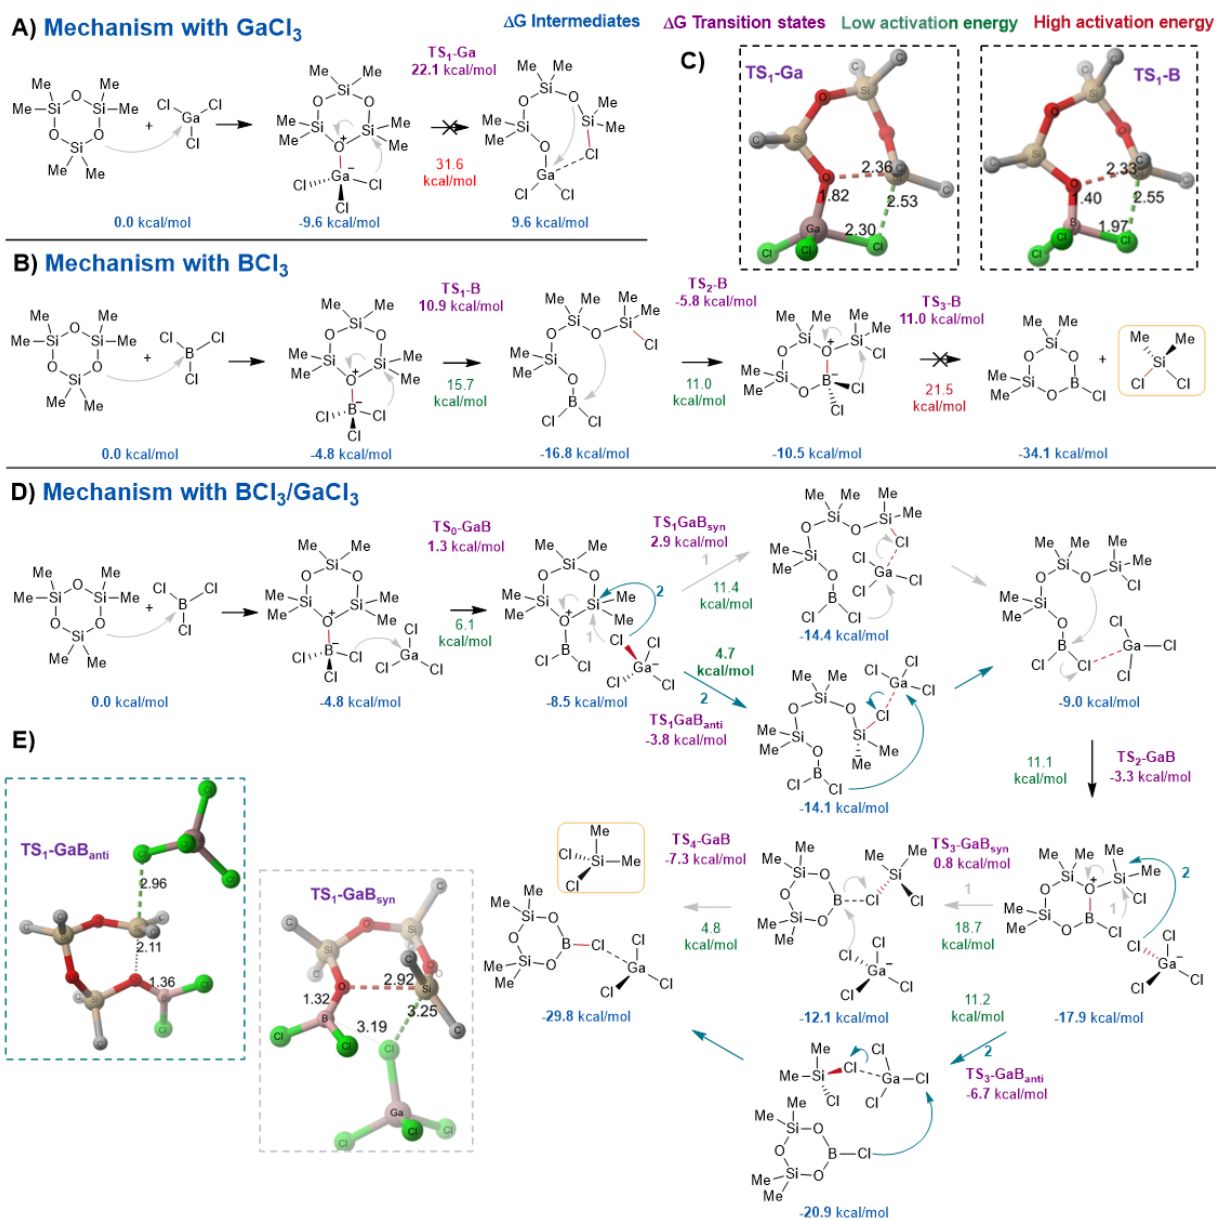 A) Mechanism with GaCl3
ΔG Intermediates
ΔG Transition states
Low activation energy
High activation energy
TS1-Ga
22.1 kcal/mol
31.6
kcal/mol
0.0 kcal/mol
-9.6 kcal/mol
9.6 kcal/mol
C)
TS1-Ga
2.36
1.82
2.53
2.30
TS1-B
2.33
1.40
2.55
1.97
B) Mechanism with BCl3
TS1-B
10.9 kcal/mol
15.7
kcal/mol
TS2-B
-5.8 kcal/mol
11.0
kcal/mol
TS3-B
11.0 kcal/mol
21.5
kcal/mol
0.0 kcal/mol
-4.8 kcal/mol
-16.8 kcal/mol
-10.5 kcal/mol
-34.1 kcal/mol
D) Mechanism with BCl3/GaCl3
TS0-GaB
1.3 kcal/mol
6.1
kcal/mol
TS1GaBsyn
2.9 kcal/mol
1
11.4
kcal/mol
4.7
kcal/mol
2
TS1GaBanti
-3.8 kcal/mol
0.0 kcal/mol
-4.8 kcal/mol
-8.5 kcal/mol
-14.4 kcal/mol
-14.1 kcal/mol
-9.0 kcal/mol
11.1
kcal/mol
TS2-GaB
-3.3 kcal/mol
TS4-GaB
-7.3 kcal/mol
4.8
kcal/mol
TS3-GaBsyn
0.8 kcal/mol
1
18.7
kcal/mol
11.2
kcal/mol
2
TS3-GaBanti
-6.7 kcal/mol
-29.8 kcal/mol
-12.1 kcal/mol
-17.9 kcal/mol
-20.9 kcal/mol
E)
TS1-GaBanti
2.96
2.11
1.36
TS1-GaBsyn
2.92
1.32
3.25
3.19